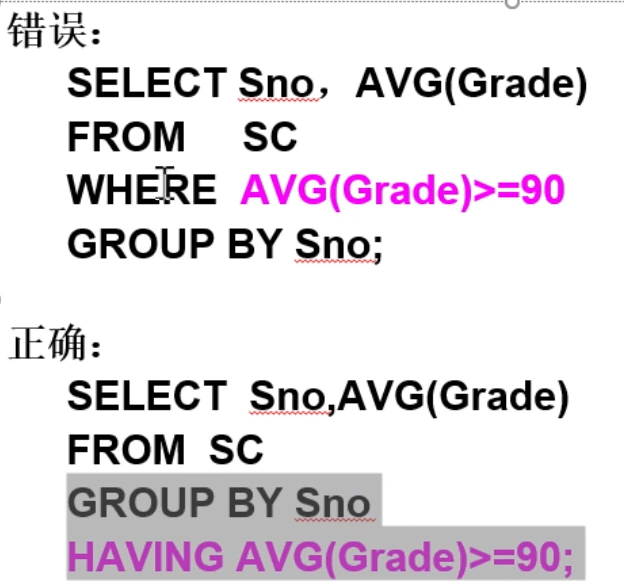 错误：
SELECT Sno，AVG(Grade)
FROM SC
WHERE AVG(Grade)>=90
GROUP BY Sno;
正确：
SELECT Sno,AVG(Grade)
FROM SC
GROUP BY Sno
HAVING AVG(Grade)>=90;